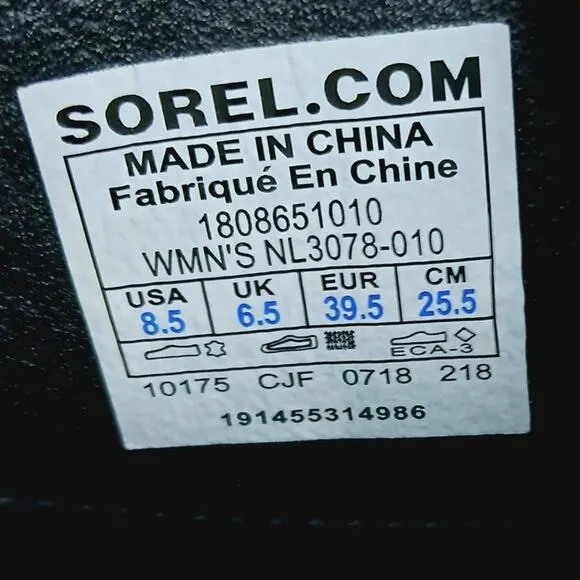 SOREL.COM
MADE IN CHINA
Fabriqué En Chine
1808651010
WMN'S NL3078-010
USA UK EUR CM
8.5 6.5 39.5 25.5
ECA-3
10175 CJF 0718 218
191455314986